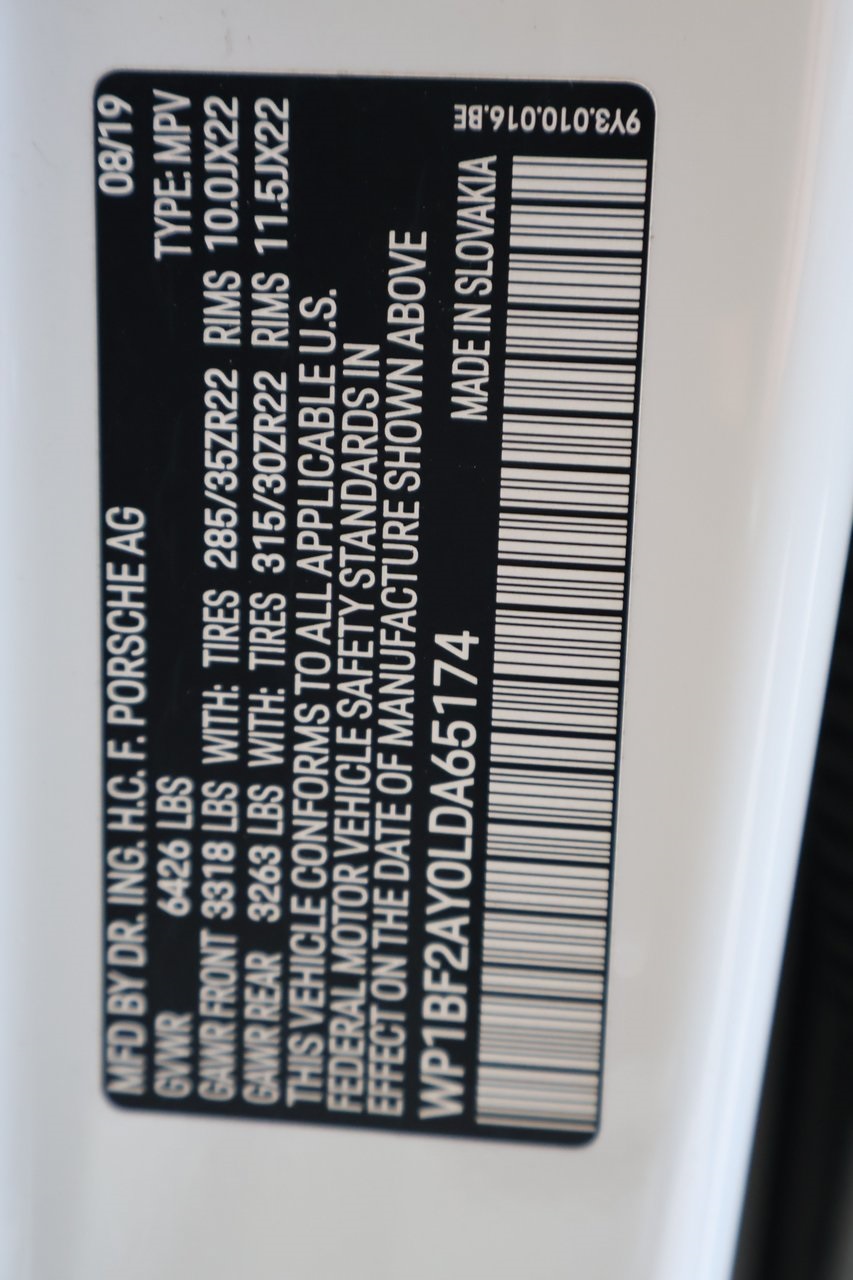 MFD BY DR. ING. H.C. F. PORSCHE AG 08/19
GVWR 6426 LBS TYPE: MPV
GAWR FRONT 3318 LBS WITH: TIRES 285/35ZR22 RIMS 10.0JX22
GAWR REAR 3263 LBS WITH: TIRES 315/30ZR22 RIMS 11.5JX22
THIS VEHICLE CONFORMS TO ALL APPLICABLE U.S.
FEDERAL MOTOR VEHICLE SAFETY STANDARDS IN
EFFECT ON THE DATE OF MANUFACTURE SHOWN ABOVE
WP1BF2AY0LDA65174 MADE IN SLOVAKIA
9Y3.010.016.BE